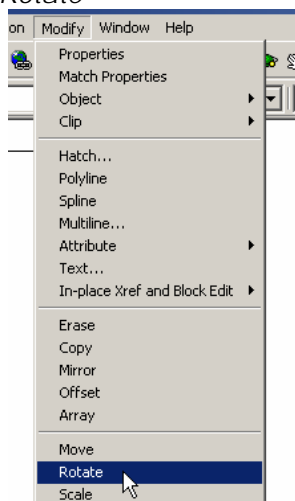 Rotate
on Modify Window Help
Properties
Match Properties
Object
Clip
Hatch...
Polyline
Spline
Multiline...
Attribute
Text...
In-place Xref and Block Edit
Erase
Copy
Mirror
Offset
Array
Move
Rotate
Scale